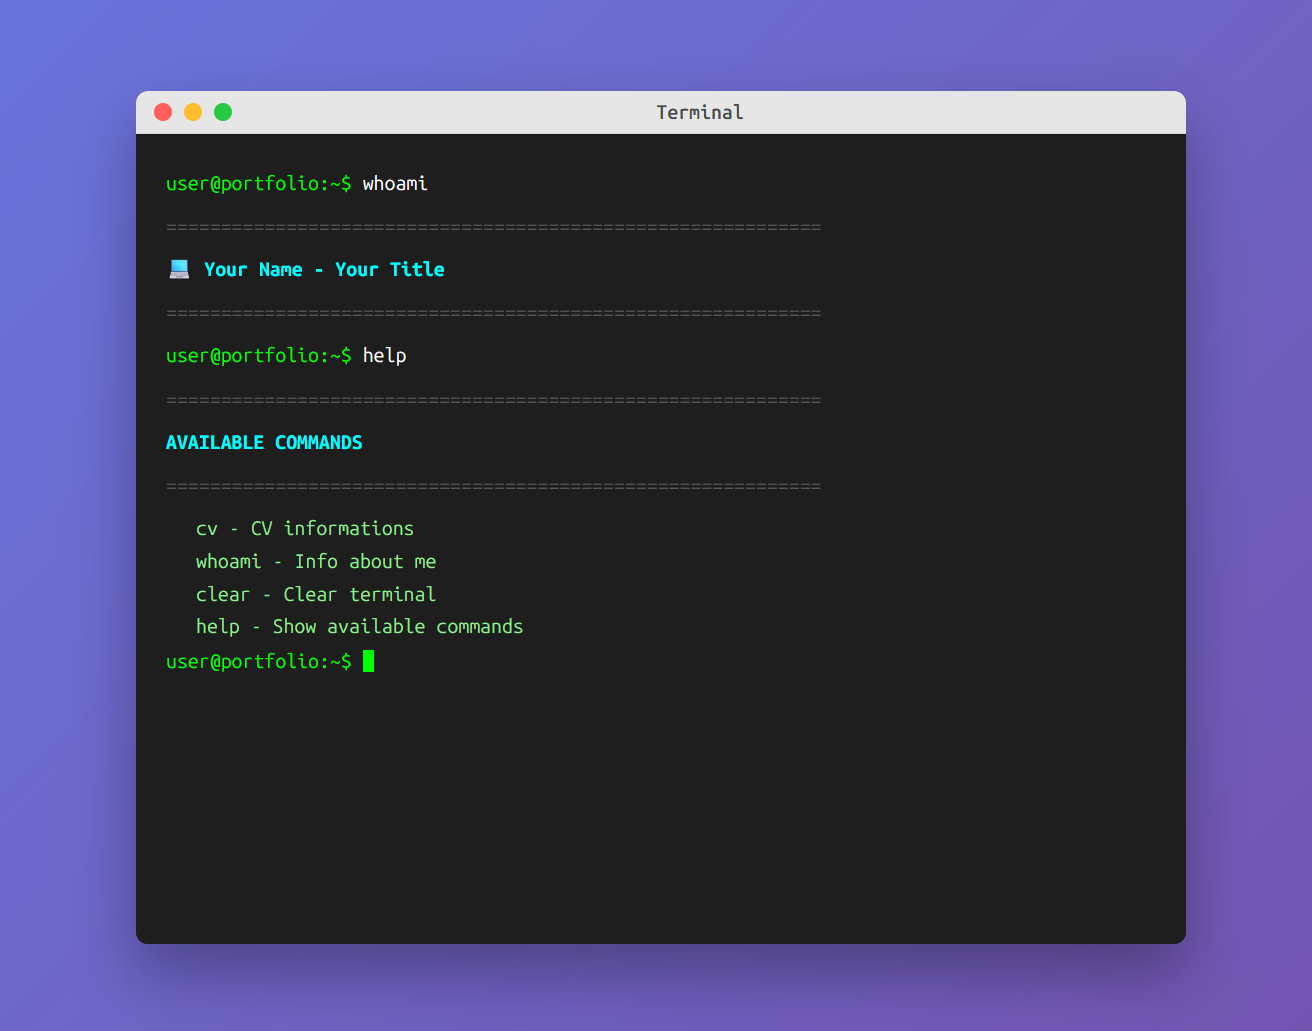 Terminal
user@portfolio:~$ whoami
============================================================
💻 Your Name - Your Title
============================================================
user@portfolio:~$ help
============================================================
AVAILABLE COMMANDS
============================================================
cv - CV informations
whoami - Info about me
clear - Clear terminal
help - Show available commands
user@portfolio:~$